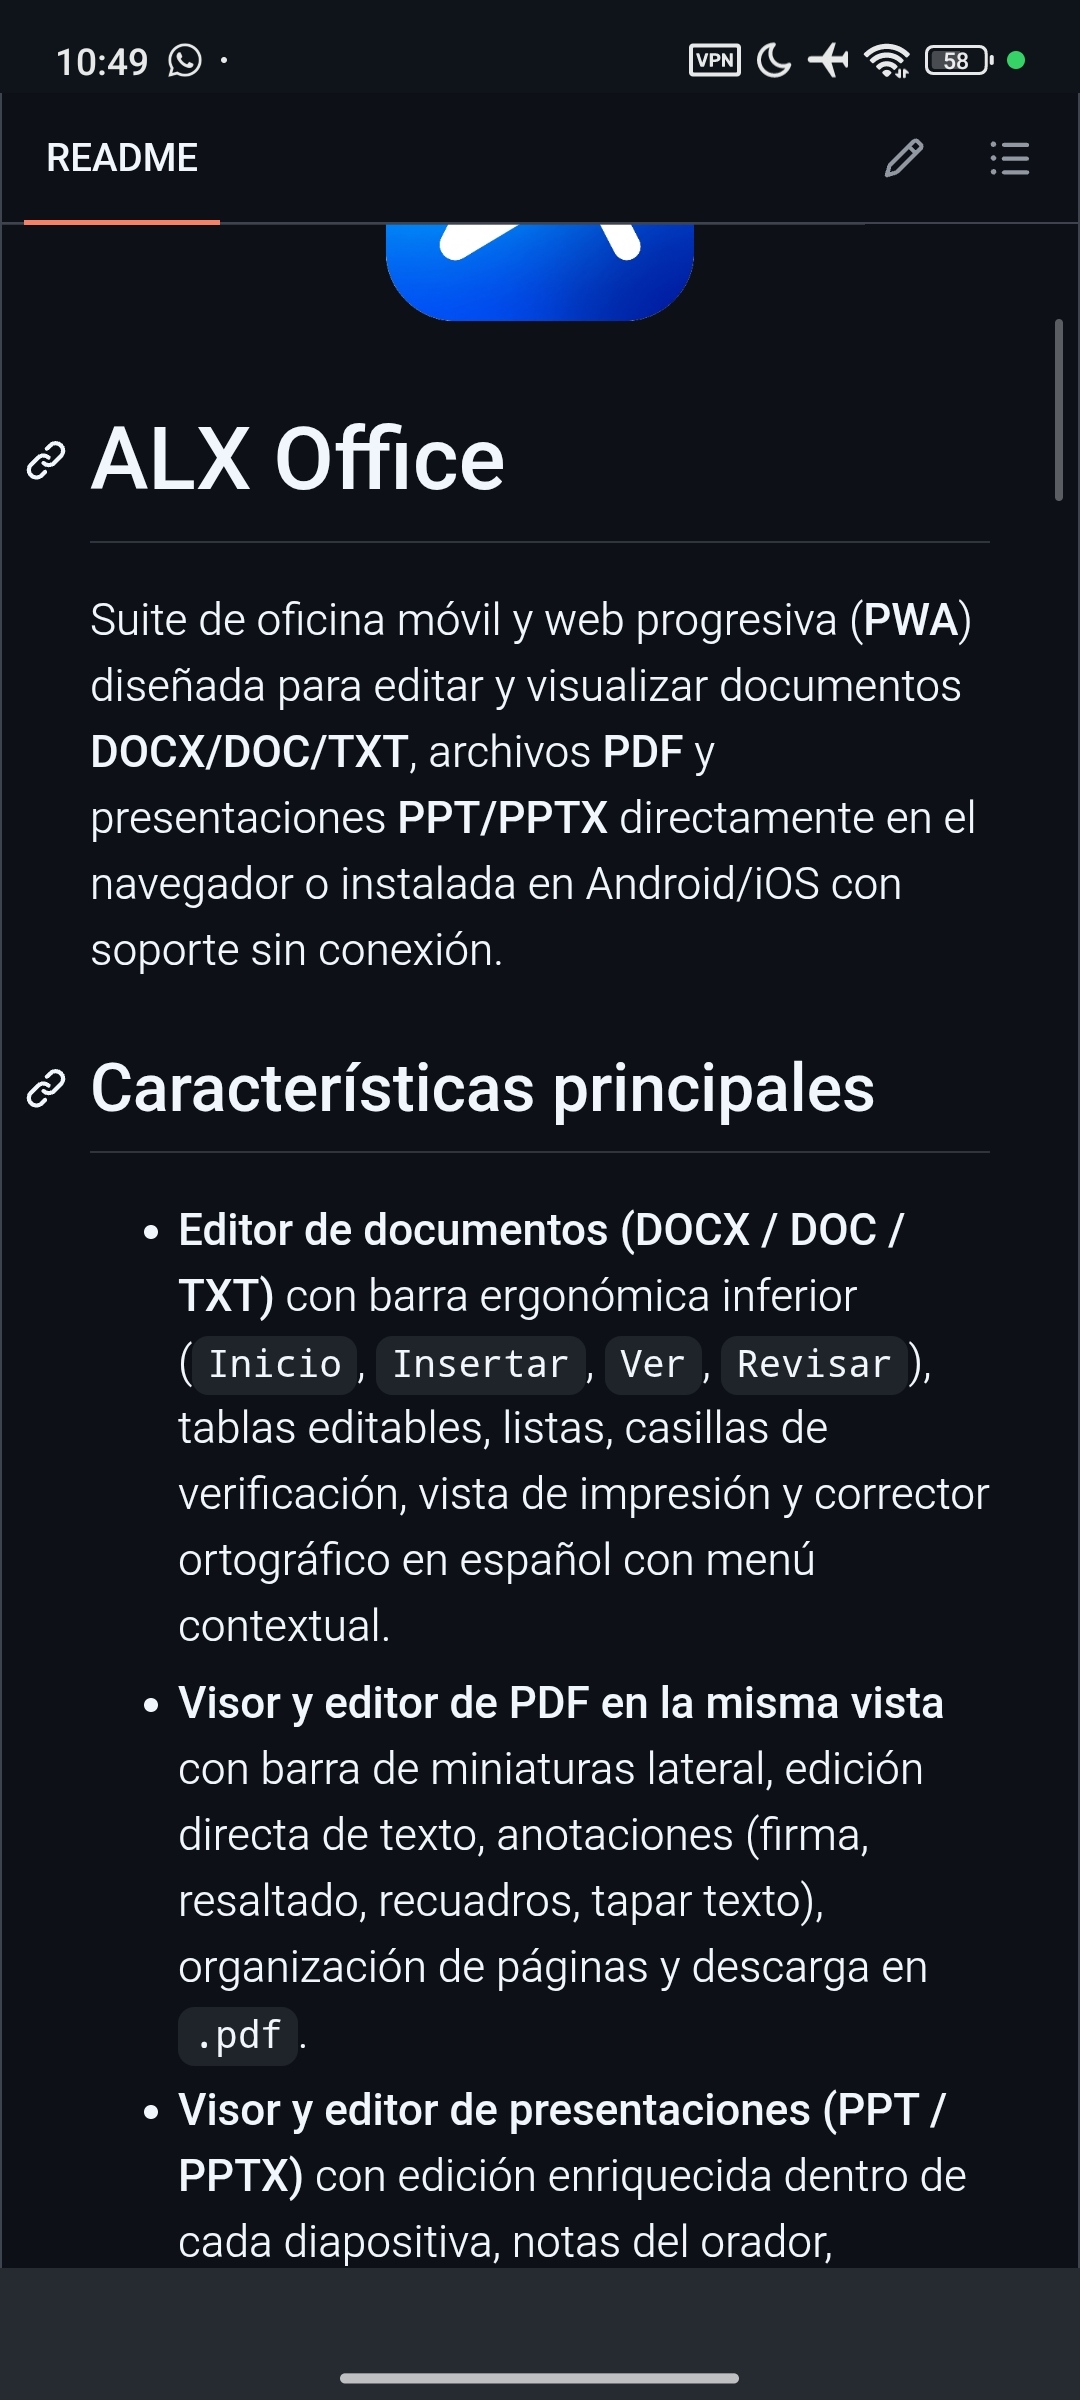 10:49
VPN
58
README
ALX Office
Suite de oficina móvil y web progresiva (PWA)
diseñada para editar y visualizar documentos
DOCX/DOC/TXT, archivos PDF y
presentaciones PPT/PPTX directamente en el
navegador o instalada en Android/iOS con
soporte sin conexión.
Características principales
• Editor de documentos (DOCX / DOC /
TXT) con barra ergonómica inferior
(Inicio, Insertar, Ver, Revisar),
tablas editables, listas, casillas de
verificación, vista de impresión y corrector
ortográfico en español con menú
contextual.
• Visor y editor de PDF en la misma vista
con barra de miniaturas lateral, edición
directa de texto, anotaciones (firma,
resaltado, recuadros, tapar texto),
organización de páginas y descarga en
.pdf.
• Visor y editor de presentaciones (PPT /
PPTX) con edición enriquecida dentro de
cada diapositiva, notas del orador,